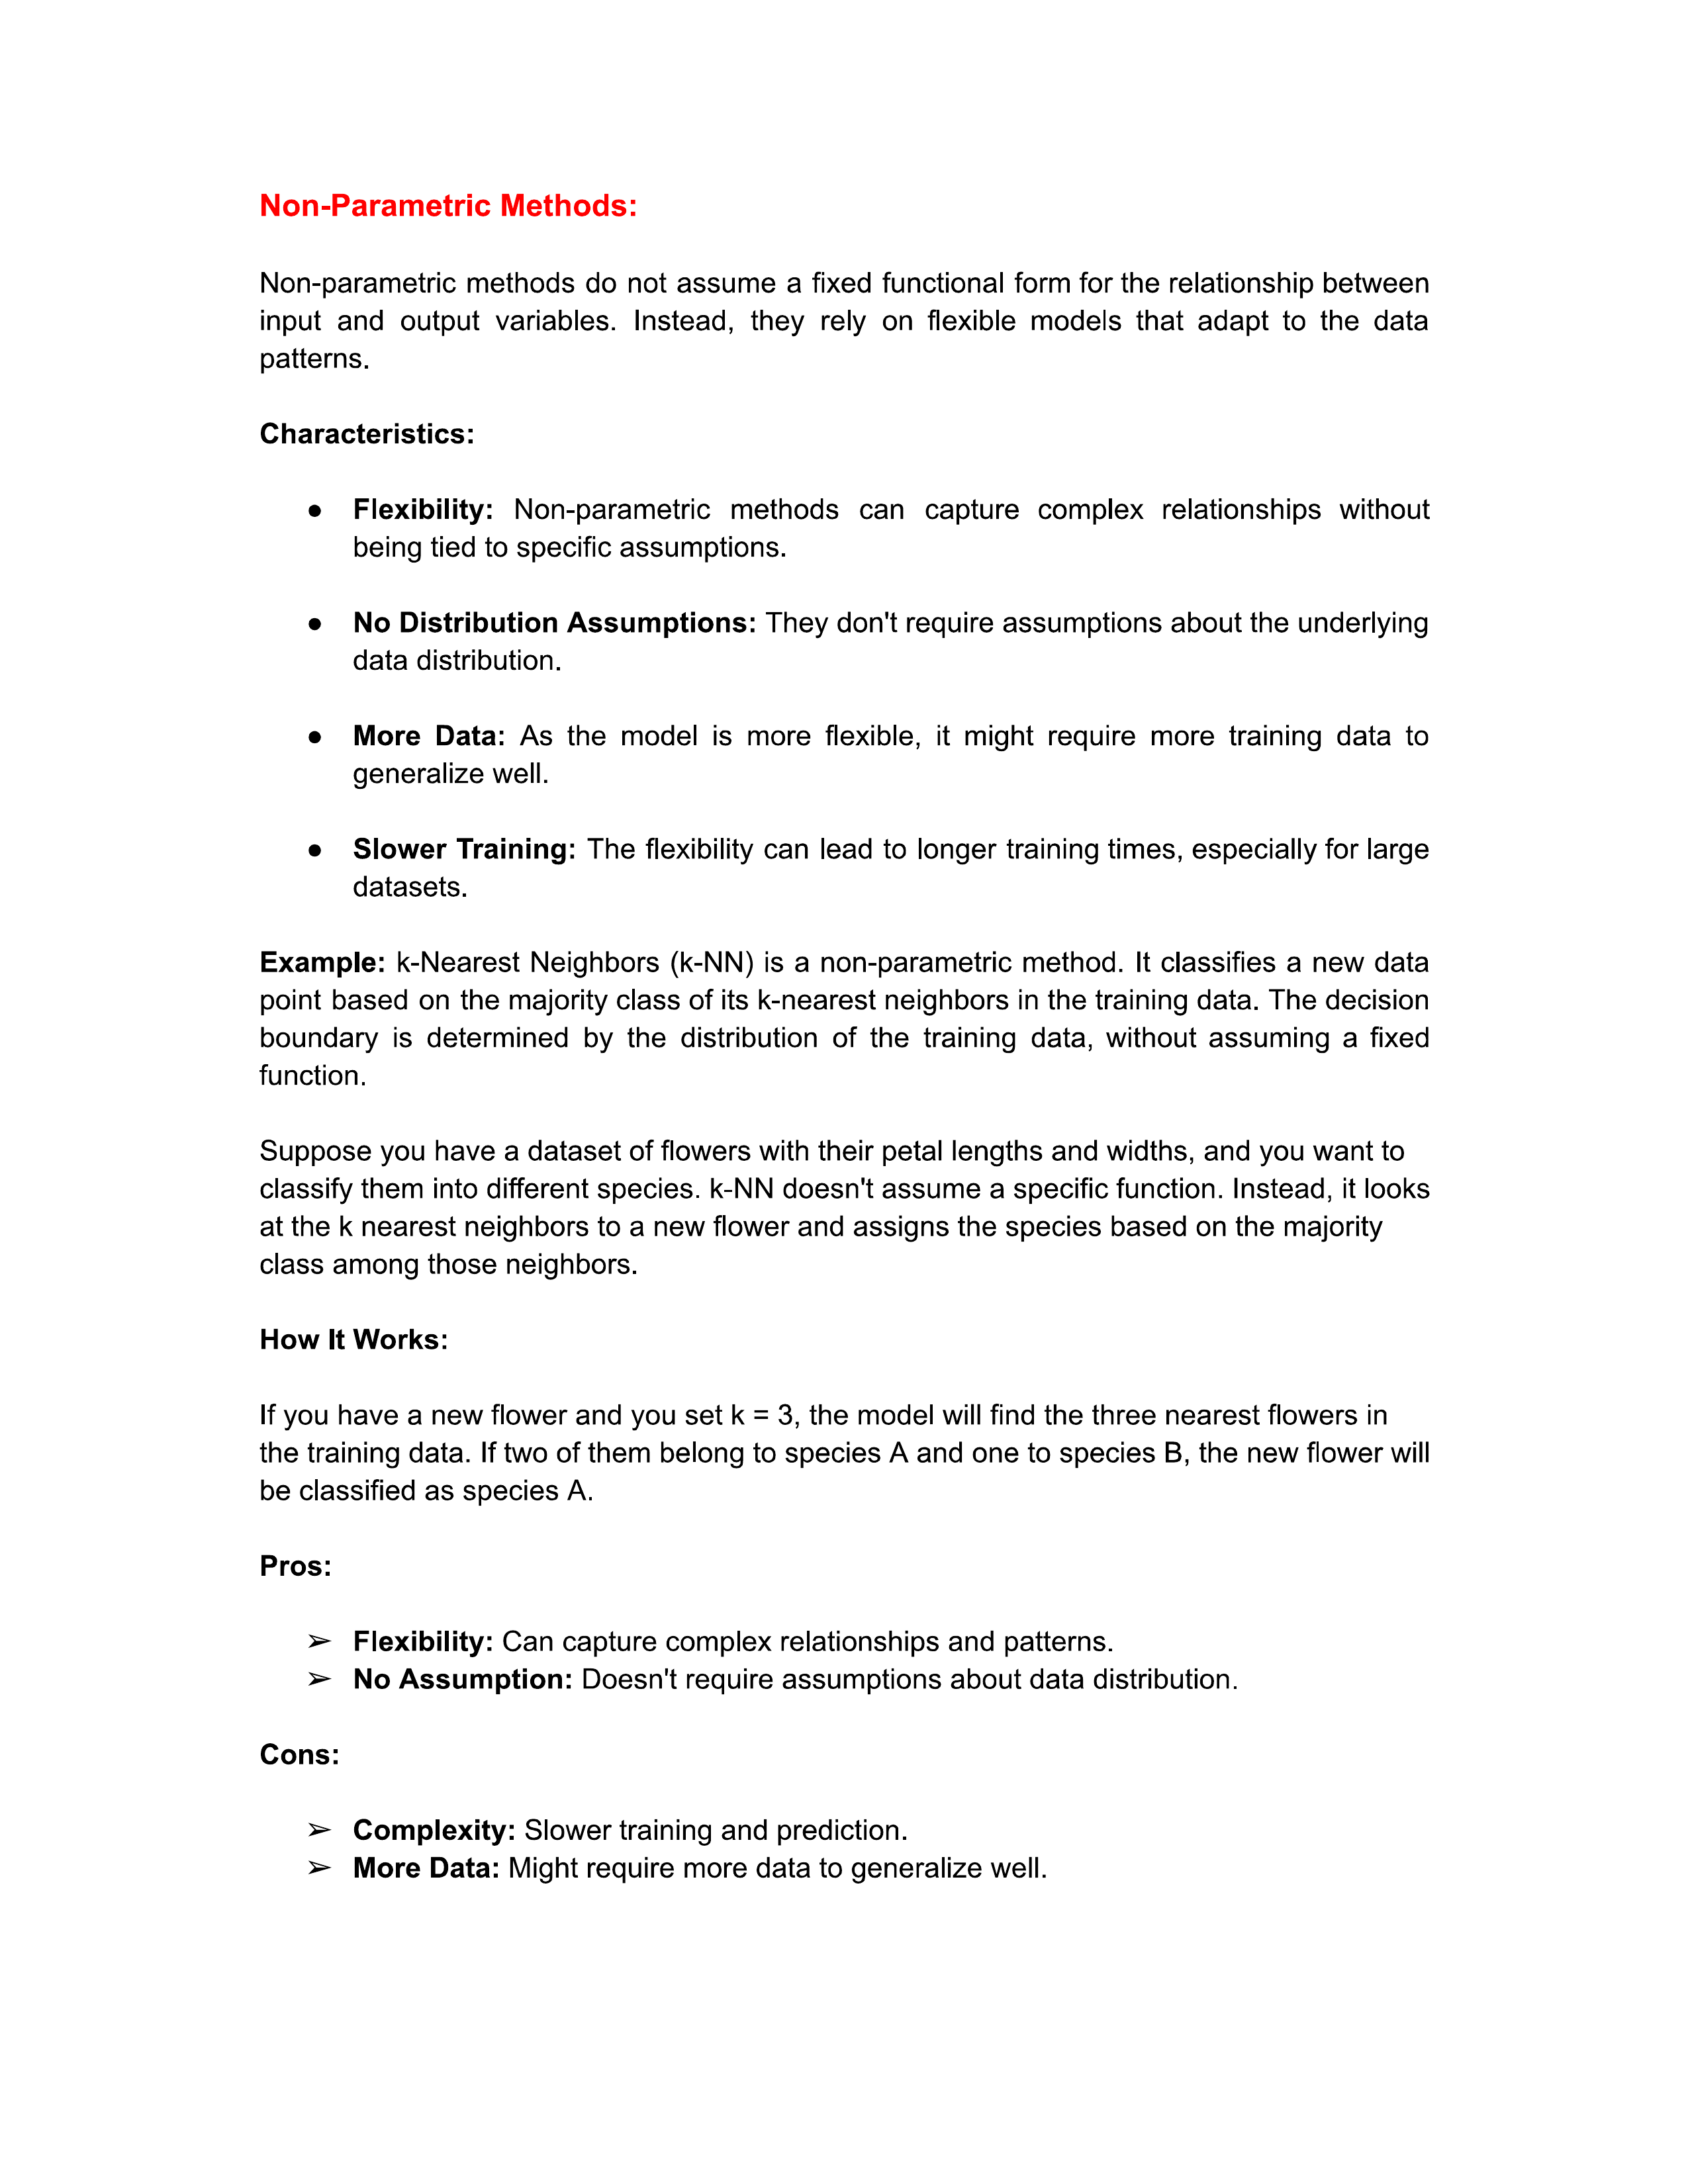 Non-Parametric Methods:
Non-parametric methods do not assume a fixed functional form for the relationship between
input and output variables. Instead, they rely on flexible models that adapt to the data
patterns.
Characteristics:
● Flexibility: Non-parametric methods can capture complex relationships without
being tied to specific assumptions.
● No Distribution Assumptions: They don't require assumptions about the underlying
data distribution.
● More Data: As the model is more flexible, it might require more training data to
generalize well.
● Slower Training: The flexibility can lead to longer training times, especially for large
datasets.
Example: k-Nearest Neighbors (k-NN) is a non-parametric method. It classifies a new data
point based on the majority class of its k-nearest neighbors in the training data. The decision
boundary is determined by the distribution of the training data, without assuming a fixed
function.
Suppose you have a dataset of flowers with their petal lengths and widths, and you want to
classify them into different species. k-NN doesn't assume a specific function. Instead, it looks
at the k nearest neighbors to a new flower and assigns the species based on the majority
class among those neighbors.
How It Works:
If you have a new flower and you set k = 3, the model will find the three nearest flowers in
the training data. If two of them belong to species A and one to species B, the new flower will
be classified as species A.
Pros:
➢ Flexibility: Can capture complex relationships and patterns.
➢ No Assumption: Doesn't require assumptions about data distribution.
Cons:
➢ Complexity: Slower training and prediction.
➢ More Data: Might require more data to generalize well.